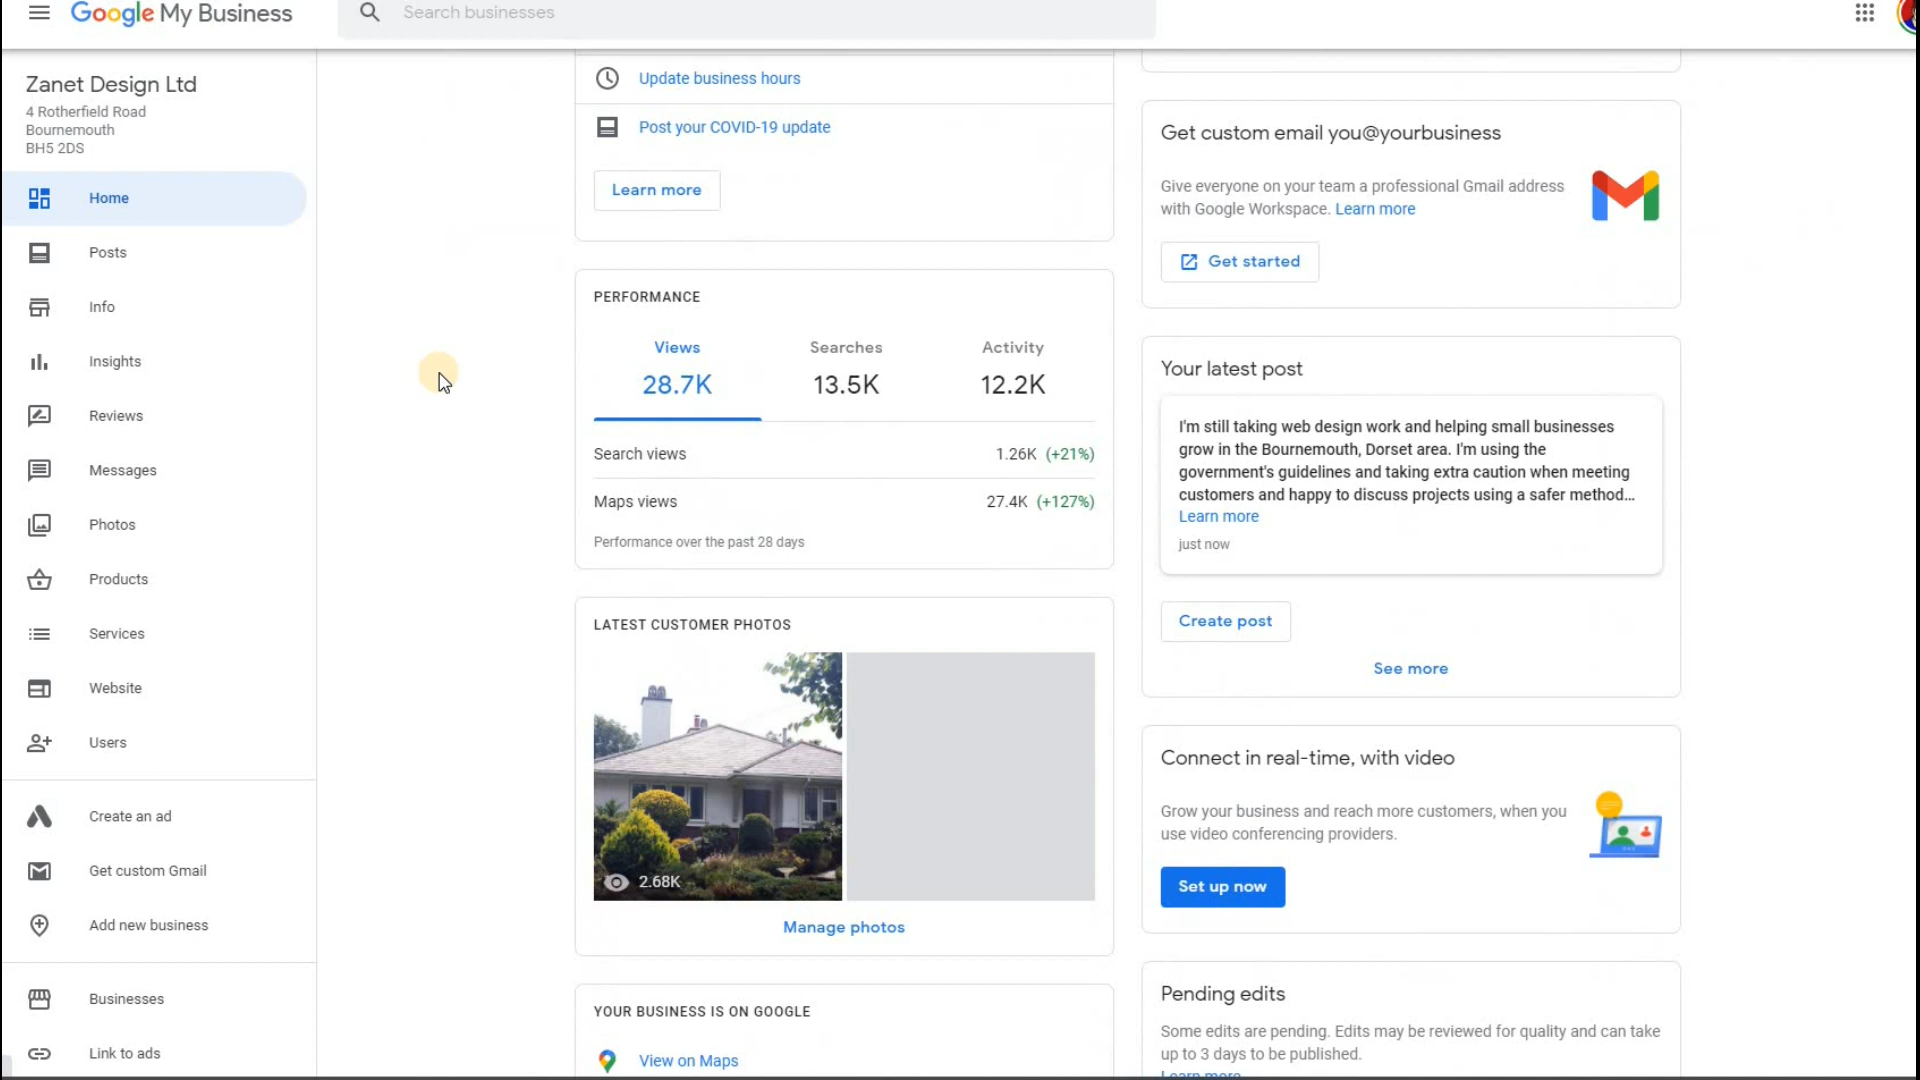 Google My Business
Search businesses
Zanet Design Ltd
4 Rotherfield Road
Bournemouth
BH5 2DS
Home
Posts
Info
Insights
Reviews
Messages
Photos
Products
Services
Website
Users
Create an ad
Get custom Gmail
Add new business
Businesses
Link to ads
Update business hours
Post your COVID-19 update
Learn more
PERFORMANCE
Views Searches Activity
28.7K 13.5K 12.2K
Search views 1.26K (+21%)
Maps views 27.4K (+127%)
Performance over the past 28 days
LATEST CUSTOMER PHOTOS
2.68K
Manage photos
YOUR BUSINESS IS ON GOOGLE
View on Maps
Get custom email you@yourbusiness
Give everyone on your team a professional Gmail address
with Google Workspace. Learn more
Get started
Your latest post
I'm still taking web design work and helping small businesses
grow in the Bournemouth, Dorset area. I'm using the
government's guidelines and taking extra caution when meeting
customers and happy to discuss projects using a safer method...
Learn more
just now
Create post
See more
Connect in real-time, with video
Grow your business and reach more customers, when you
use video conferencing providers.
Set up now
Pending edits
Some edits are pending. Edits may be reviewed for quality and can take
up to 3 days to be published.
Learn more